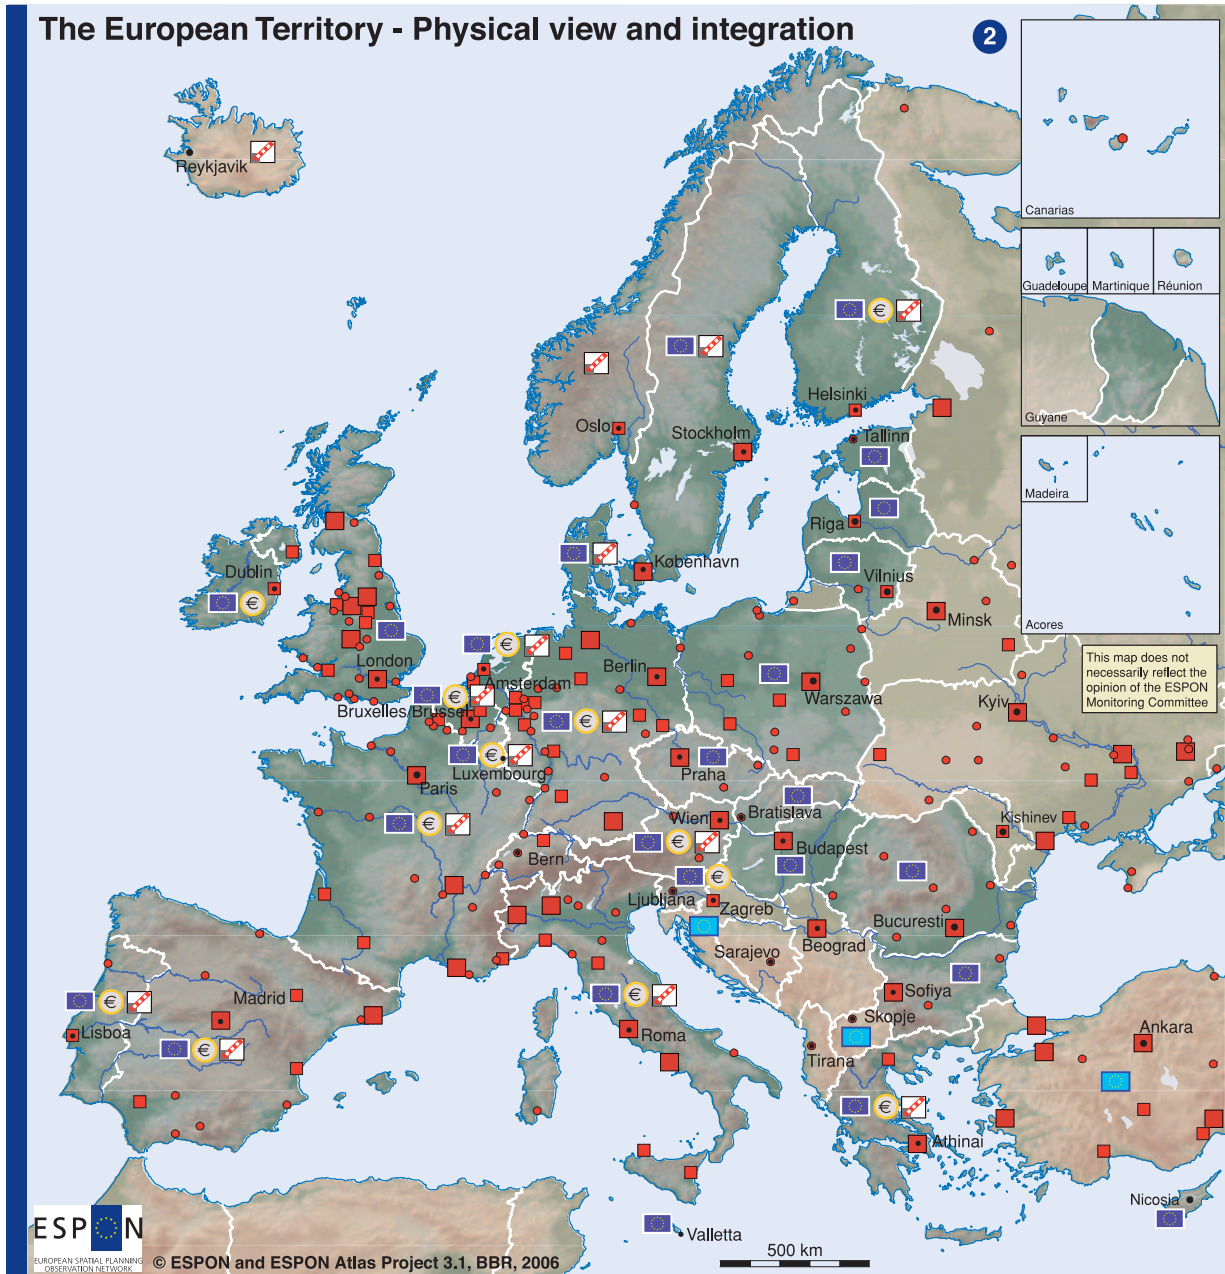 The European Territory - Physical view and integration
2
Canarias
Reykjavik
Guadeloupe
Martinique
Réunion
Guyane
Madeira
Acores
Helsinki
Oslo
Stockholm
Tallinn
Riga
København
Vilnius
Dublin
Minsk
London
Berlin
Amsterdam
Warszawa
This map does not
necessarily reflect the
opinion of the ESPON
Monitoring Committee
Bruxelles/Brussel
Kyiv
Luxembourg
Praha
Paris
Wien
Bratislava
Kishinev
Bern
Budapest
Ljubljana
Zagreb
Bucuresti
Beograd
Sarajevo
Madrid
Sofiya
Lisboa
Skopje
Roma
Ankara
Tirana
Athinai
Nicosia
Valletta
ESPON
EUROPEAN SPATIAL PLANNING
OBSERVATION NETWORK
© ESPON and ESPON Atlas Project 3.1, BBR, 2006
500 km